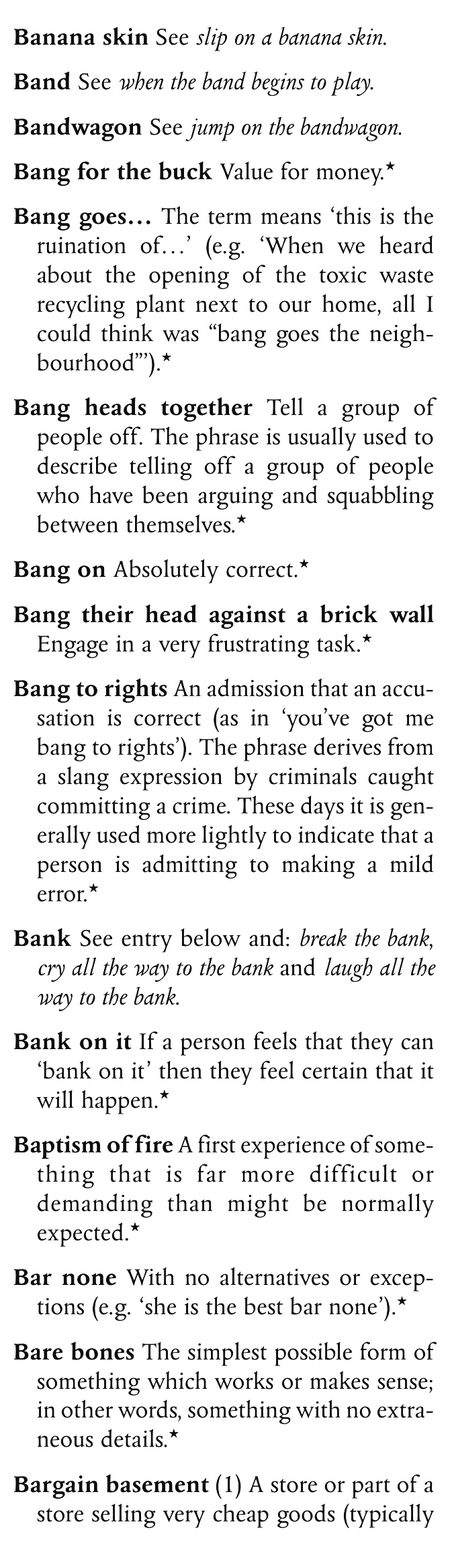 Banana skin See slip on a banana skin.
Band See when the band begins to play.
Bandwagon See jump on the bandwagon.
Bang for the buck Value for money.★
Bang goes… The term means ‘this is the
ruination of…’ (e.g. ‘When we heard
about the opening of the toxic waste
recycling plant next to our home, all I
could think was “bang goes the neigh-
bourhood”’).★
Bang heads together Tell a group of
people off. The phrase is usually used to
describe telling off a group of people
who have been arguing and squabbling
between themselves.★
Bang on Absolutely correct.★
Bang their head against a brick wall
Engage in a very frustrating task.★
Bang to rights An admission that an accu-
sation is correct (as in ‘you’ve got me
bang to rights’). The phrase derives from
a slang expression by criminals caught
committing a crime. These days it is gen-
erally used more lightly to indicate that a
person is admitting to making a mild
error.★
Bank See entry below and: break the bank,
cry all the way to the bank and laugh all the
way to the bank.
Bank on it If a person feels that they can
‘bank on it’ then they feel certain that it
will happen.★
Baptism of fire A first experience of some-
thing that is far more difficult or
demanding than might be normally
expected.★
Bar none With no alternatives or excep-
tions (e.g. ‘she is the best bar none’).★
Bare bones The simplest possible form of
something which works or makes sense;
in other words, something with no extra-
neous details.★
Bargain basement (1) A store or part of a
store selling very cheap goods (typically